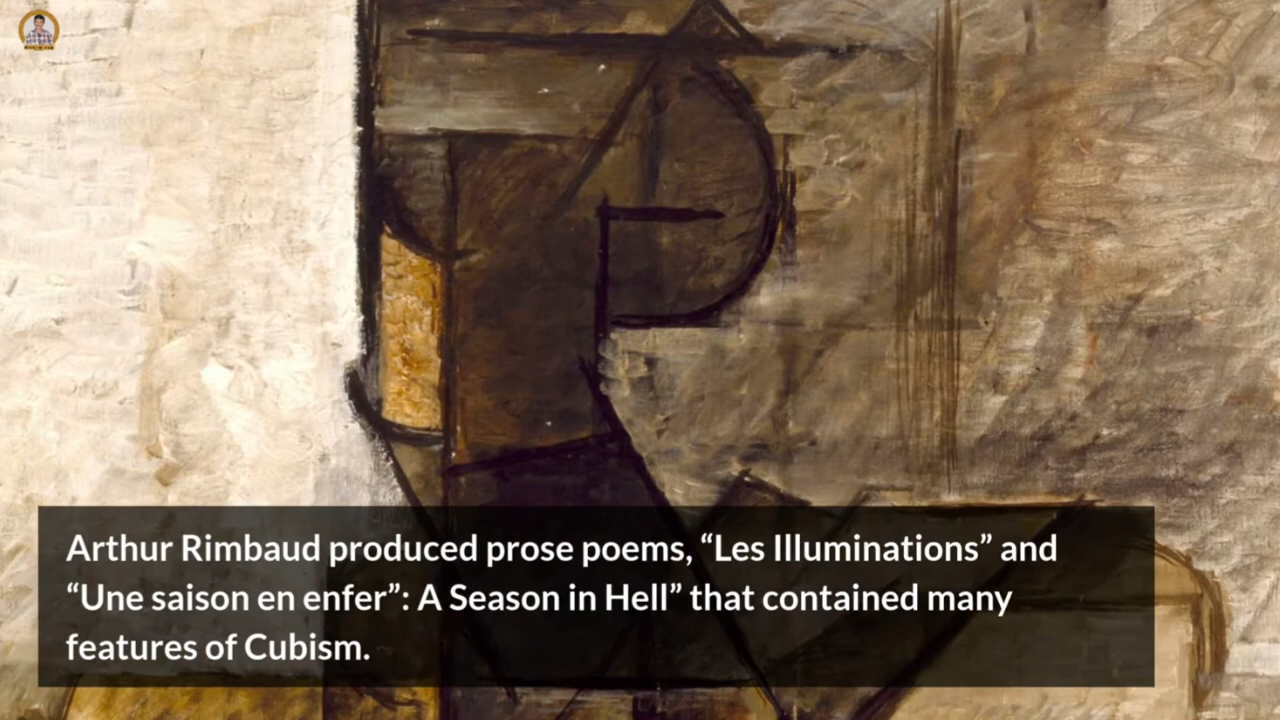 Arthur Rimbaud produced prose poems, “Les Illuminations” and
“Une saison en enfer”: A Season in Hell” that contained many
features of Cubism.